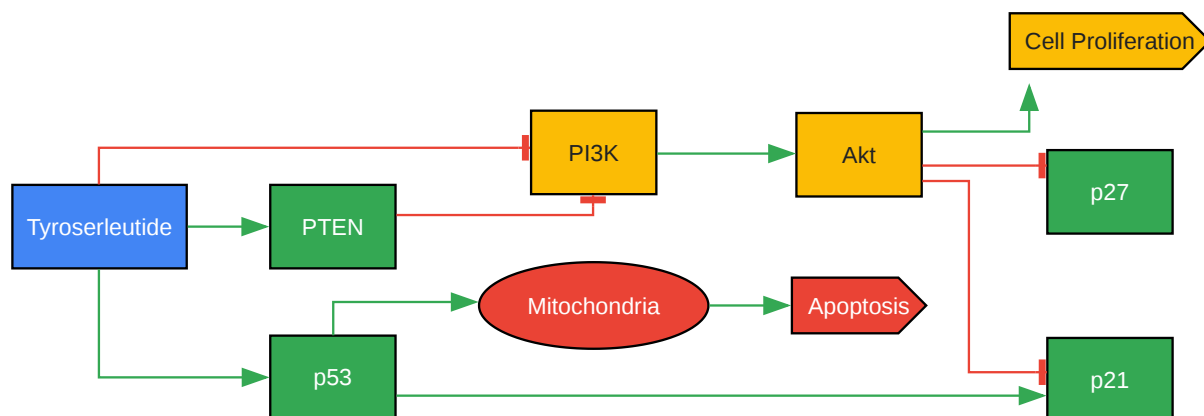 Cell Proliferation
PI3K
Akt
p27
Tyroserleutide
PTEN
Mitochondria
Apoptosis
p53
p21